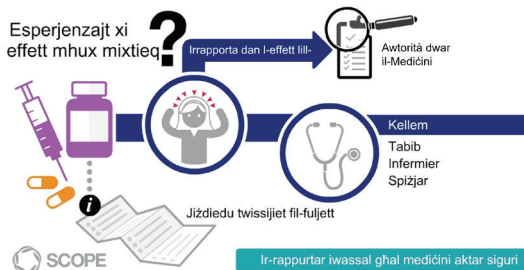 Esperjenzajt xi
effett mhux mixtieq
?
Irrapporta dan l-effett lill-
Awtorità dwar
il-Mediċini
Kellem
Tabib
Infermier
Spiżjar
i
Jiżdiedu twissijiet fil-fuljett
SCOPE
Ir-rappurtar iwassal għal mediċini aktar siguri